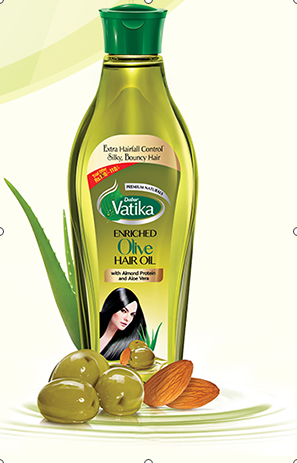 Extra Hairfall Control
Silky, Bouncy Hair
PREMIUM NATURALS
Dabur
Vatika
ENRICHED
Olive
HAIR OIL
with Almond Protein
and Aloe Vera